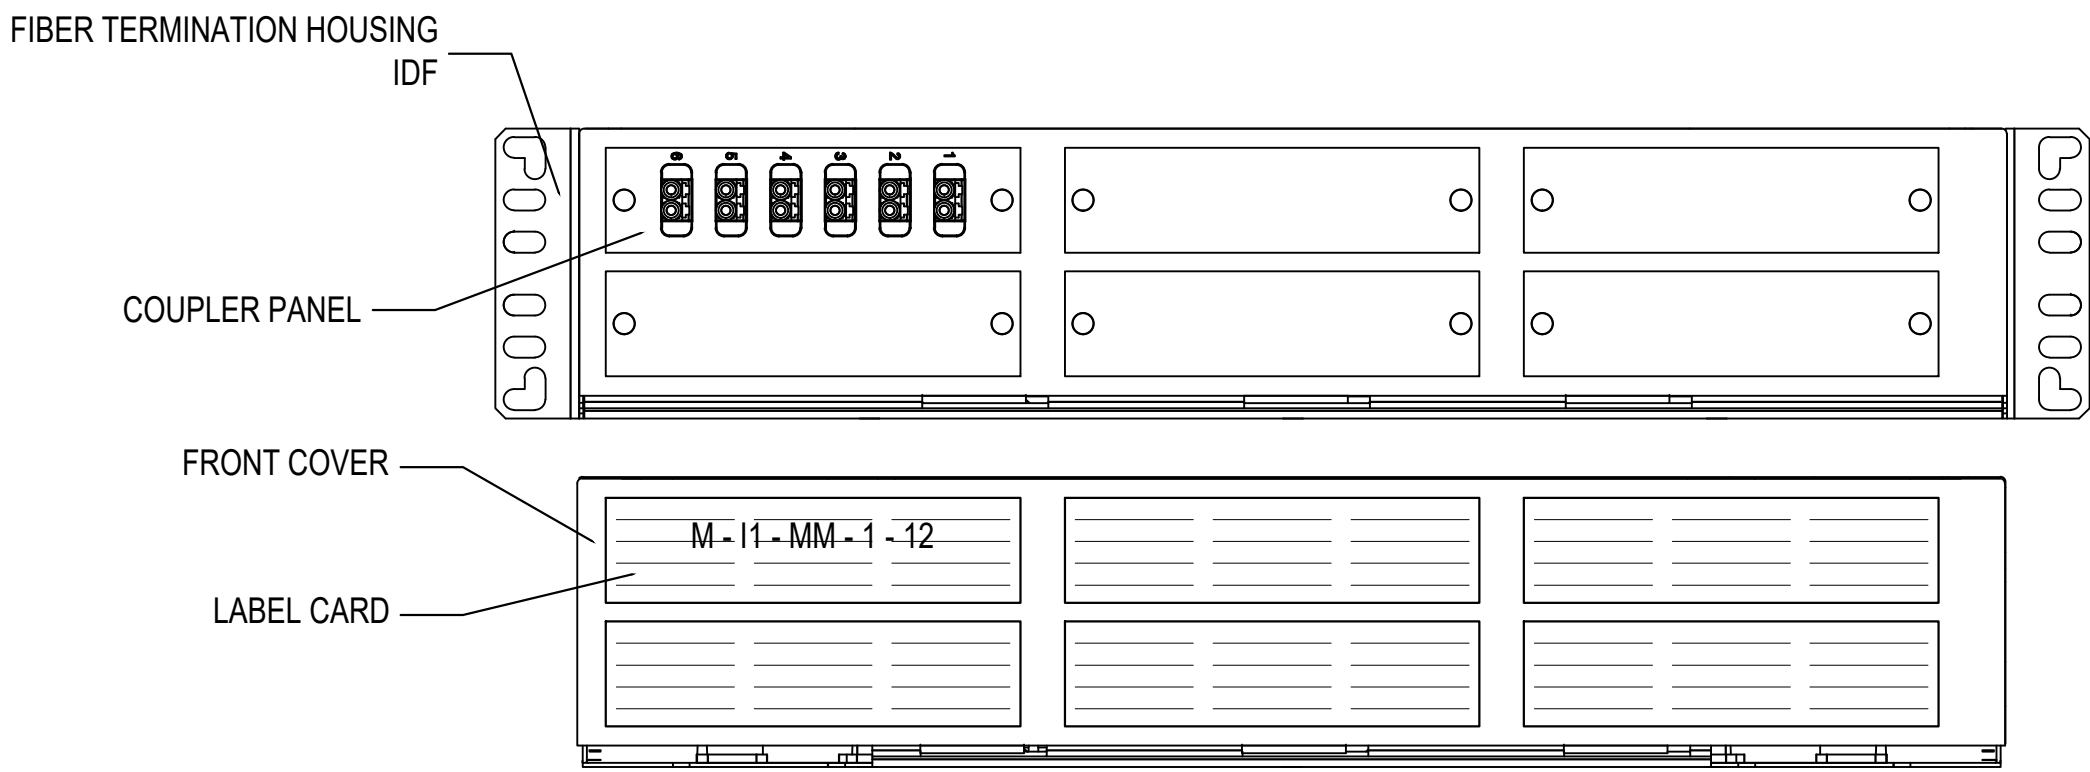 FIBER TERMINATION HOUSING
IDF
6 5 4 3 2 1
COUPLER PANEL
FRONT COVER
M - I1 - MM - 1 - 12
LABEL CARD